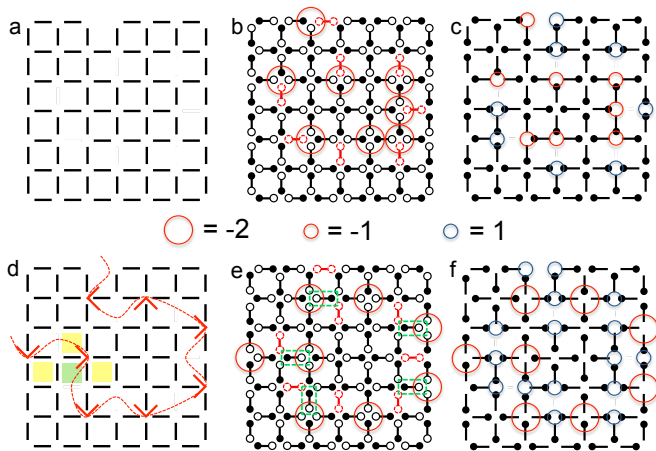 a b c
= -2 = -1 = 1
d e f